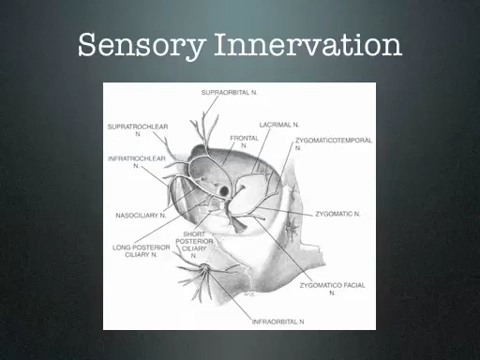 Sensory Innervation
SUPRAORBITAL N.
SUPRATROCHLEAR
N
LACRIMAL N.
FRONTAL
N
ZYGOMATICOTEMPORAL
N.
INFRATROCHLEAR
N.
NASOCILIARY N.
ZYGOMATIC N.
SHORT
POSTERIOR
CILIARY
N.
LONG POSTERIOR
CILIARY N.
ZYGOMATICO FACIAL
N.
INFRAORBITAL N